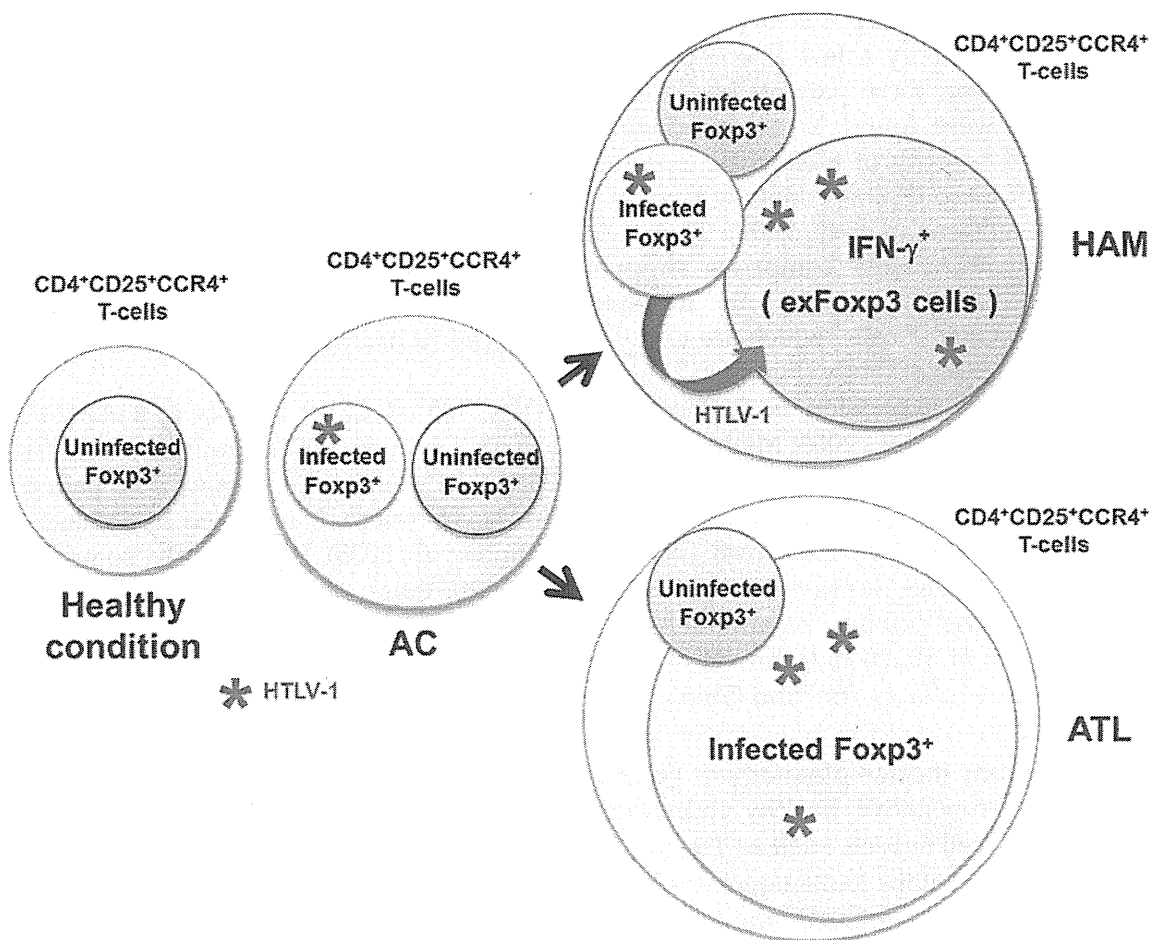 CD4⁺CD25⁺CCR4⁺
T-cells
Uninfected
Foxp3⁺
Healthy
condition
CD4⁺CD25⁺CCR4⁺
T-cells
Infected
Foxp3⁺
Uninfected
Foxp3⁺
AC
* HTLV-1
CD4⁺CD25⁺CCR4⁺
T-cells
Uninfected
Foxp3⁺
Infected
Foxp3⁺
IFN-γ⁺
( exFoxp3 cells )
HTLV-1
HAM
CD4⁺CD25⁺CCR4⁺
T-cells
Uninfected
Foxp3⁺
Infected Foxp3⁺
ATL